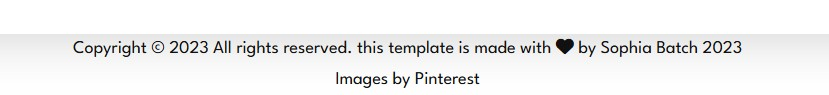 Copyright © 2023 All rights reserved. this template is made with ♥ by Sophia Batch 2023
Images by Pinterest